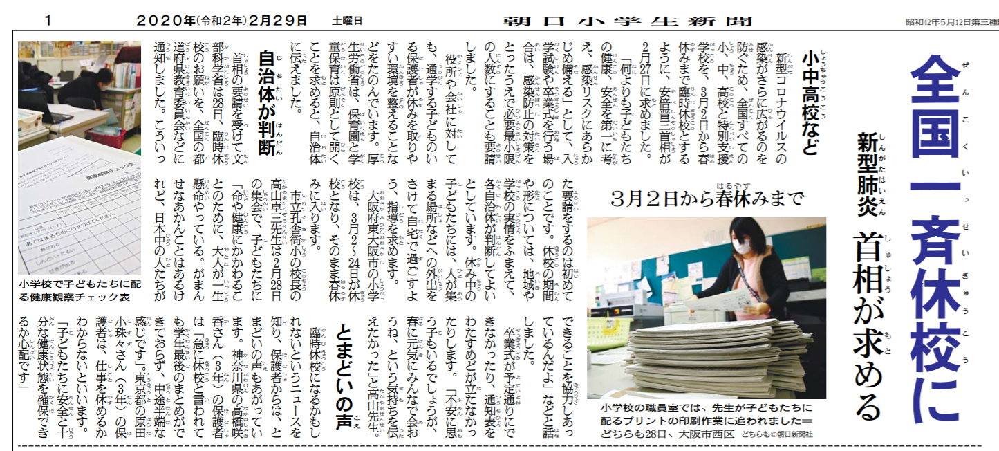 1
2020年(令和2年)2月29日
土曜日
朝日小学生新聞
昭和42年5月12日第三種
全国一斉休校に
新型肺炎 首相が求める
3月2日から春休みまで
小中高校など
新型コロナウイルスの
感染がさらに広がるのを
防ぐため、全国すべての
小、中、高校と特別支援
学校を、3月2日から春
休みまで臨時休校とする
ように、安倍晋三首相が
2月27日に求めました。
「何よりも子どもたち
の健康、安全を第一に考
え、感染リスクにあらか
じめ備える」として、入
学試験や卒業式を行う場
合は、感染防止の対策を
とったうえで必要最小限
の人数にすることも要請
しました。
役所や会社に対して
も、通学する子どものい
る保護者が休みを取りや
すい環境を整えることな
どをたのんでいます。厚
生労働省は、保育園と学
童保育は原則として開く
ことを求めると、自治体
に伝えました。
自治体が判断
首相の要請を受けて文
部科学省は28日、臨時休
校のお願いを、全国の都
道府県教育委員会などに
通知しました。こういっ
た要請をするのは初めて
のことです。休校の期間
や形については、地域や
学校の実情をふまえて、
各自治体が判断してよい
としています。休み中の
子どもたちには、人が集
まる場所などへの外出を
さけて自宅で過ごすよ
う、指導を求めます。
大阪府東大阪市の小学
校は、3月2〜24日が休
校となり、そのまま春休
みに入ります。
市立孔舎衙小の校長の
高山卓三先生は2月28日
の集会で、子どもたちに
「命や健康にかかわるこ
とのために、大人が一生
懸命やっている。がまん
せなあかんことはあるけ
れど、日本中の人たちが
できることを協力しあっ
ているんだよ」などと話
しました。
卒業式が予定通りにで
きなかったり、通知表を
わたすめどが立たなかっ
たりします。「不安に思
う子もいるでしょうが、
春に元気にみんなで会お
うね、という気持ちを伝
えたかった」と高山先生。
とまどいの声
臨時休校になるかもし
れないというニュースを
知り、保護者からは、と
まどいの声もあがってい
ます。神奈川県の高橋咲
香さん(3年)の保護者
は「急に休校と言われて
も学年最後のまとめがで
きておらず、中途半端な
感じです」。東京都の原田
小珠々さん(3年)の保
護者は、仕事を休めるか
わからないといいます。
「子どもたちに安全と十
分な健康状態を確保でき
るか心配です」
小学校で子どもたちに配
る健康観察チェック表
小学校の職員室では、先生が子どもたちに
配るプリントの印刷作業に追われました＝
どちらも28日、大阪市西区 どちらも©朝日新聞社
健康観察チェック表
あてはまるものに○をつけてください。
熱がある
しんどい・だるい
せきが出る